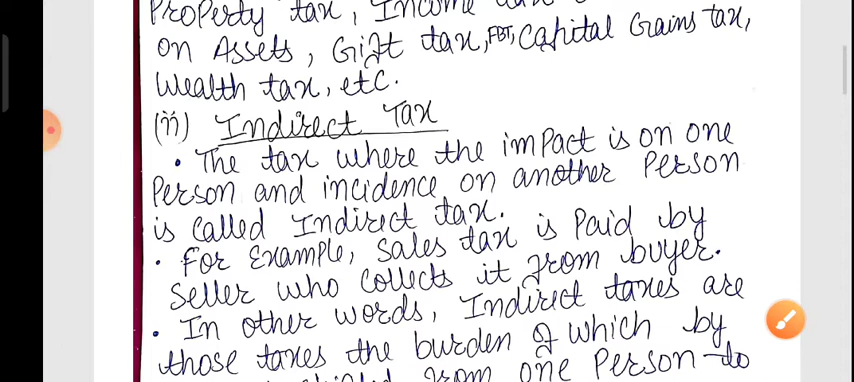 Property tax, Income tax
on Assets, Gift tax, FBT, Capital Gains tax,
Wealth tax, etc.
(ii) Indirect Tax
• The tax where the impact is on one
Person and incidence on another Person
is called Indirect tax.
• For Example, Sales tax is Paid by
Seller who collects it from buyer.
• In other words, Indirect taxes are
those taxes the burden of which by
from one Person to